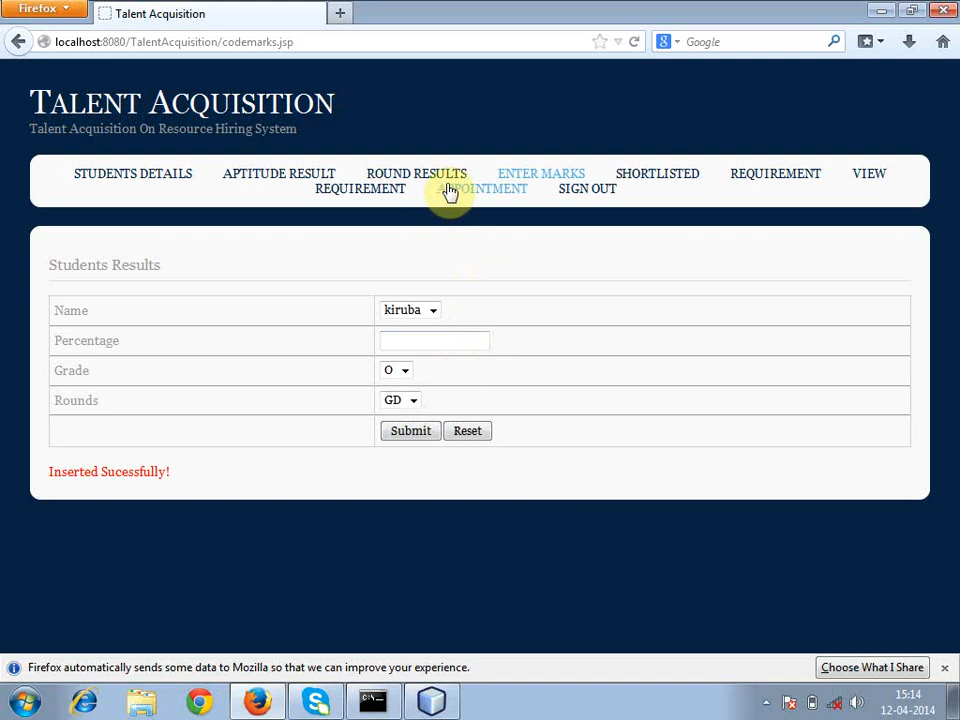 Firefox
Talent Acquisition
localhost:8080/TalentAcquisition/codemarks.jsp
Google
TALENT ACQUISITION
Talent Acquisition On Resource Hiring System
STUDENTS DETAILS APTITUDE RESULT ROUND RESULTS ENTER MARKS SHORTLISTED REQUIREMENT VIEW
REQUIREMENT APPOINTMENT SIGN OUT
Students Results
Name kiruba
Percentage
Grade O
Rounds GD
Submit Reset
Inserted Sucessfully!
Firefox automatically sends some data to Mozilla so that we can improve your experience.
Choose What I Share
15:14
12-04-2014